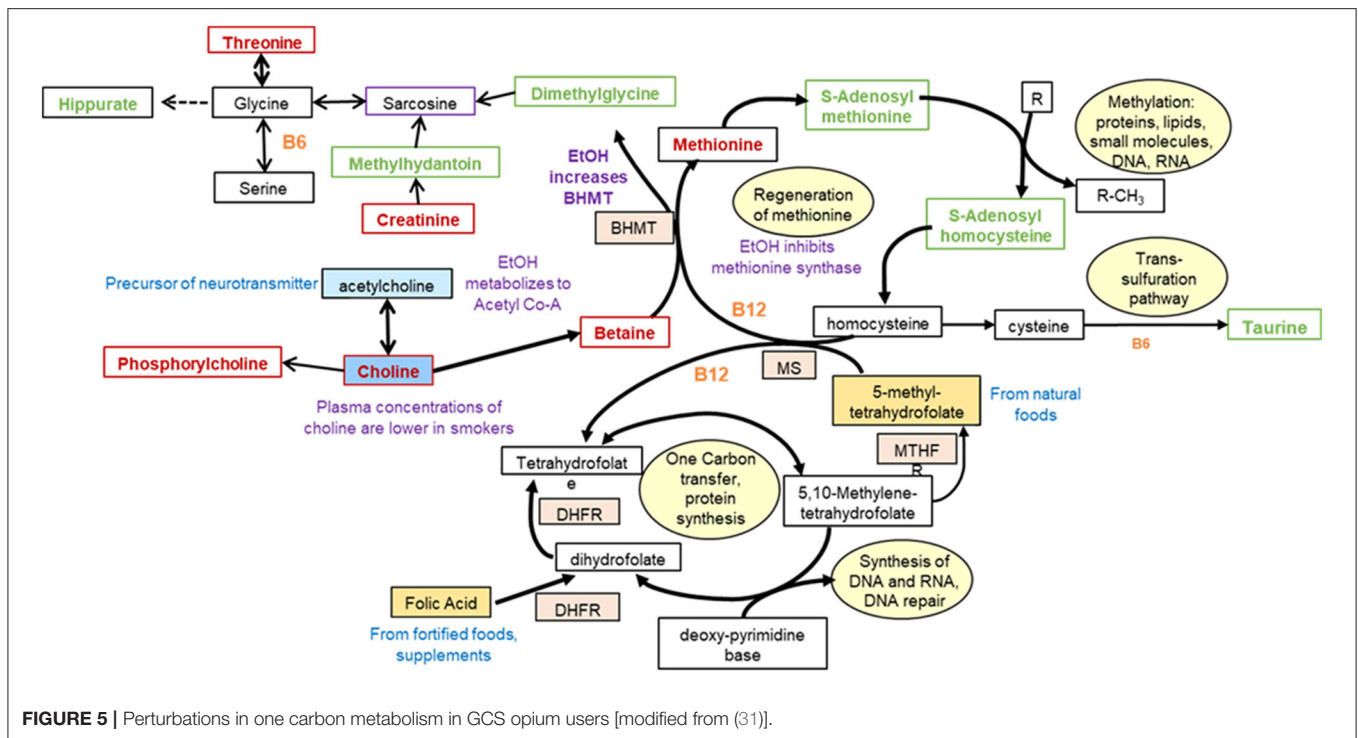 Threonine
Hippurate
Glycine
Sarcosine
Dimethylglycine
B6
Serine
Methylhydantoin
Creatinine
EtOH
increases
BHMT
BHMT
Methionine
S-Adenosyl
methionine
R
Methylation:
proteins, lipids,
small molecules,
DNA, RNA
R-CH3
Regeneration
of methionine
EtOH inhibits
methionine synthase
S-Adenosyl
homocysteine
Trans-
sulfuration
pathway
Precursor of neurotransmitter
acetylcholine
EtOH
metabolizes to
Acetyl Co-A
Phosphorylcholine
Choline
Betaine
Plasma concentrations of
choline are lower in smokers
B12
B12
MS
homocysteine
cysteine
B6
Taurine
5-methyl-
tetrahydrofolate
From natural
foods
MTHF
R
Tetrahydrofolat
e
One Carbon
transfer,
protein
synthesis
5,10-Methylene-
tetrahydrofolate
DHFR
dihydrofolate
Folic Acid
DHFR
From fortified foods,
supplements
Synthesis of
DNA and RNA,
DNA repair
deoxy-pyrimidine
base
FIGURE 5 | Perturbations in one carbon metabolism in GCS opium users [modified from (31)].